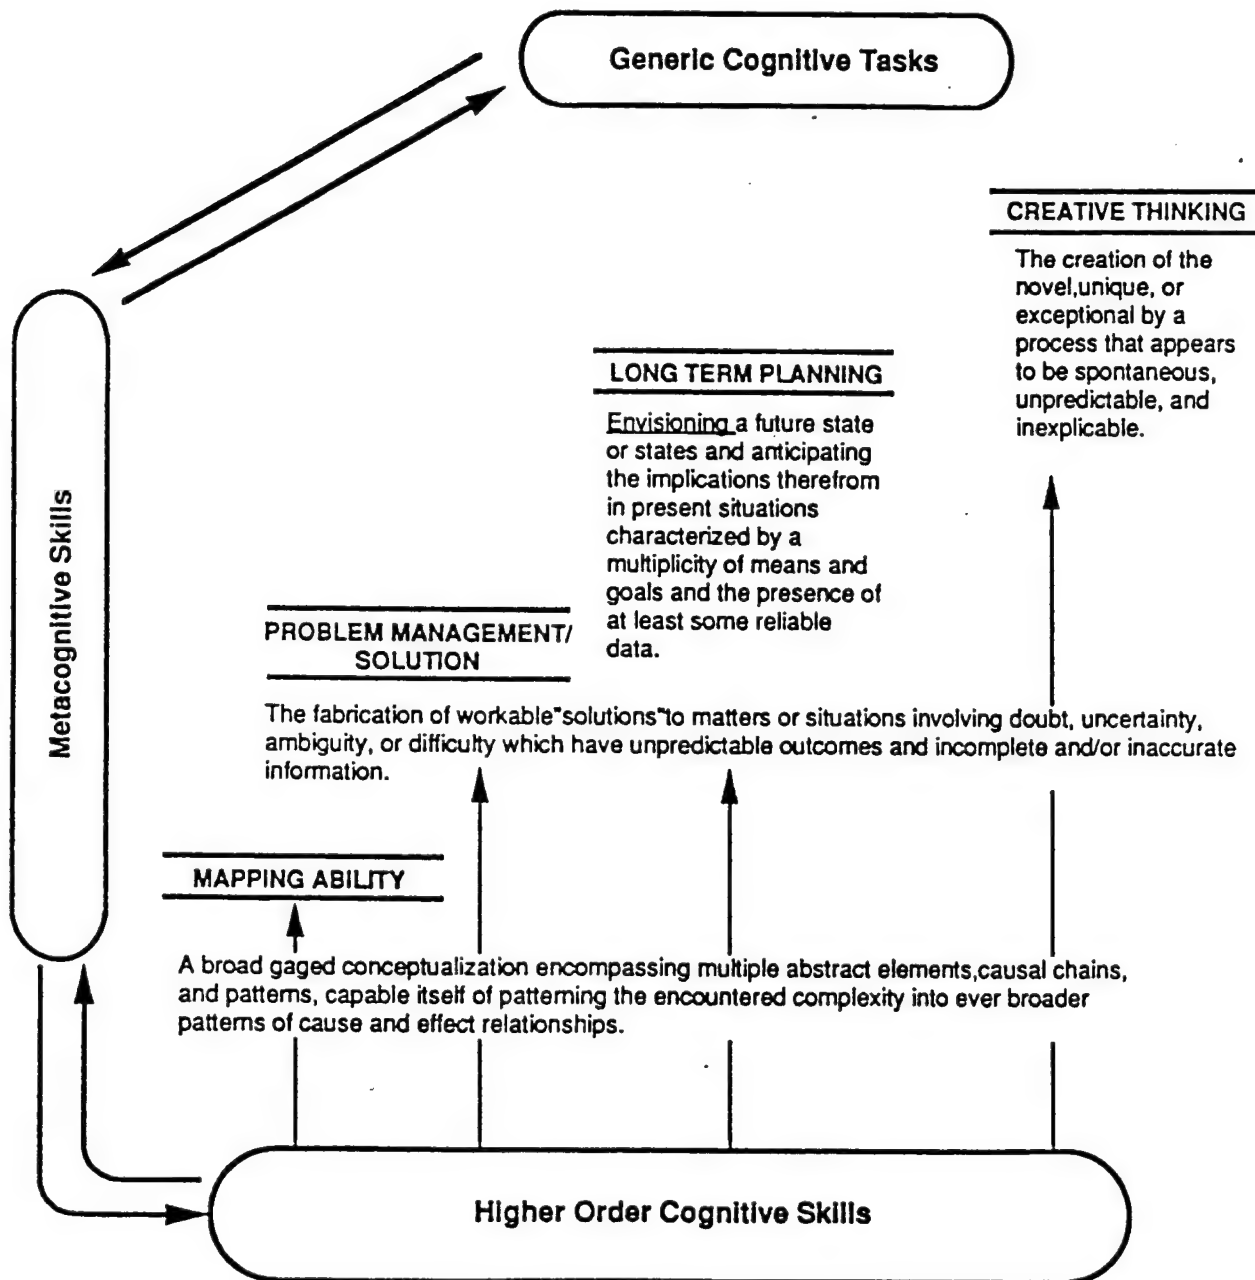 Generic Cognitive Tasks
CREATIVE THINKING
The creation of the
novel,unique, or
exceptional by a
process that appears
to be spontaneous,
unpredictable, and
inexplicable.
LONG TERM PLANNING
Envisioning a future state
or states and anticipating
the implications therefrom
in present situations
characterized by a
multiplicity of means and
goals and the presence of
at least some reliable
data.
Metacognitive Skills
PROBLEM MANAGEMENT/
SOLUTION
The fabrication of workable"solutions"to matters or situations involving doubt, uncertainty,
ambiguity, or difficulty which have unpredictable outcomes and incomplete and/or inaccurate
information.
MAPPING ABILITY
A broad gaged conceptualization encompassing multiple abstract elements,causal chains,
and patterns, capable itself of patterning the encountered complexity into ever broader
patterns of cause and effect relationships.
Higher Order Cognitive Skills